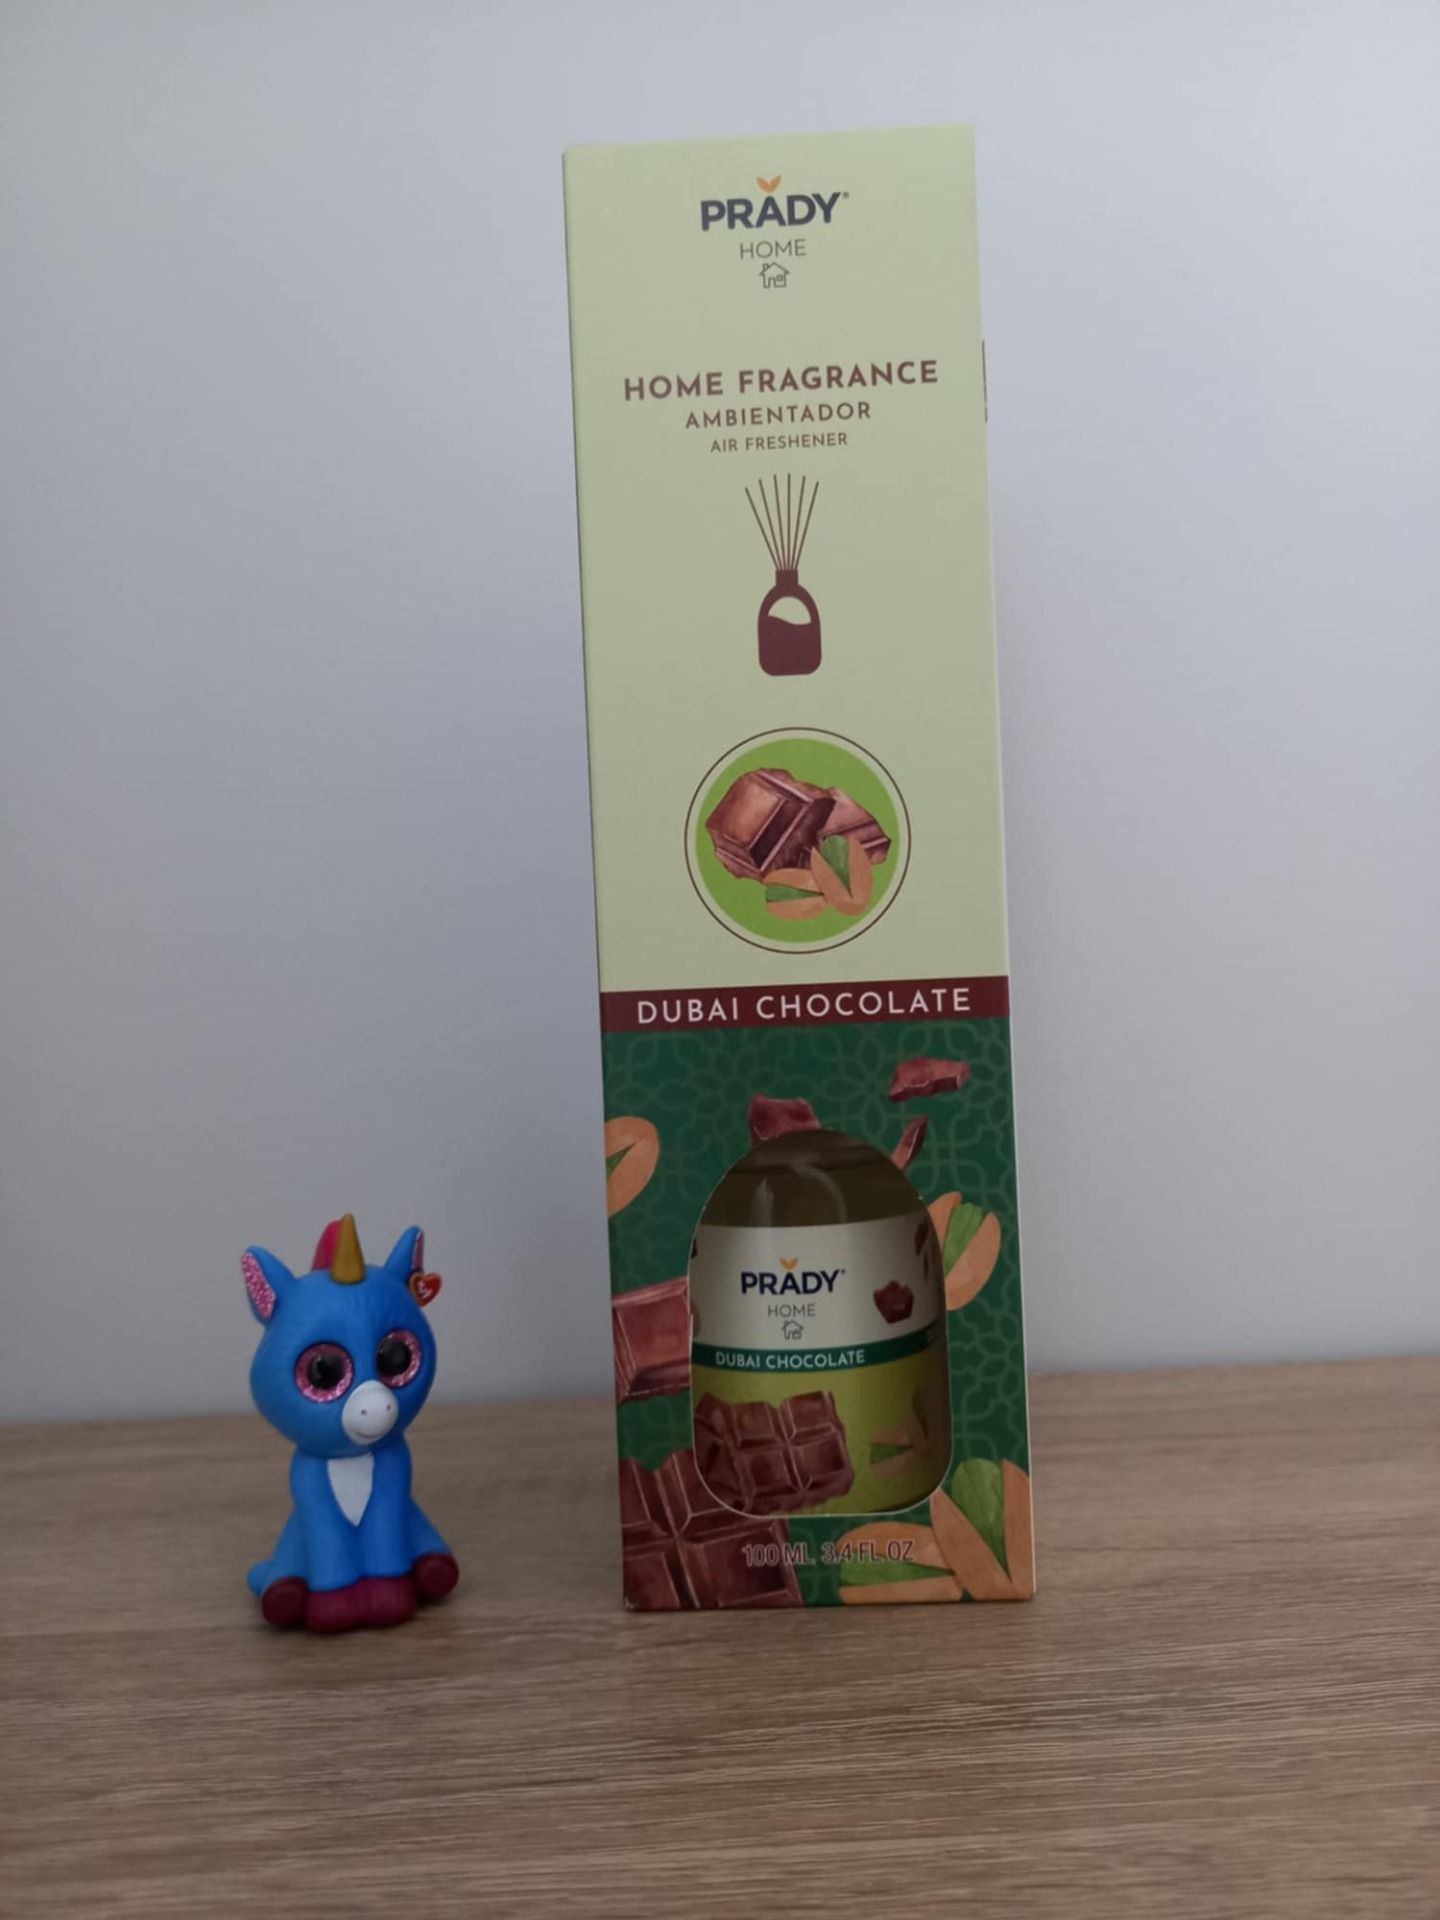 PRADY®
HOME
HOME FRAGRANCE
AMBIENTADOR
AIR FRESHENER
DUBAI CHOCOLATE
PRADY®
HOME
DUBAI CHOCOLATE
100 ML 3.4 FL OZ